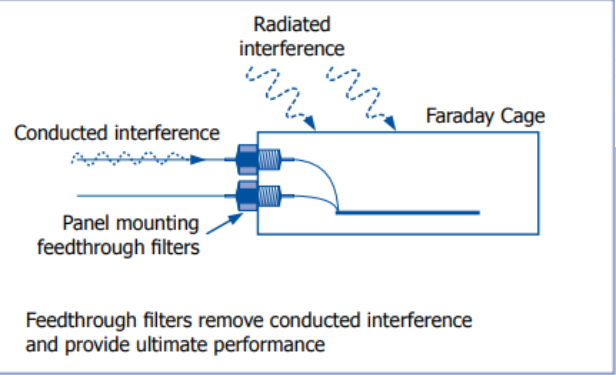 Radiated
interference
Faraday Cage
Conducted interference
Panel mounting
feedthrough filters
Feedthrough filters remove conducted interference
and provide ultimate performance